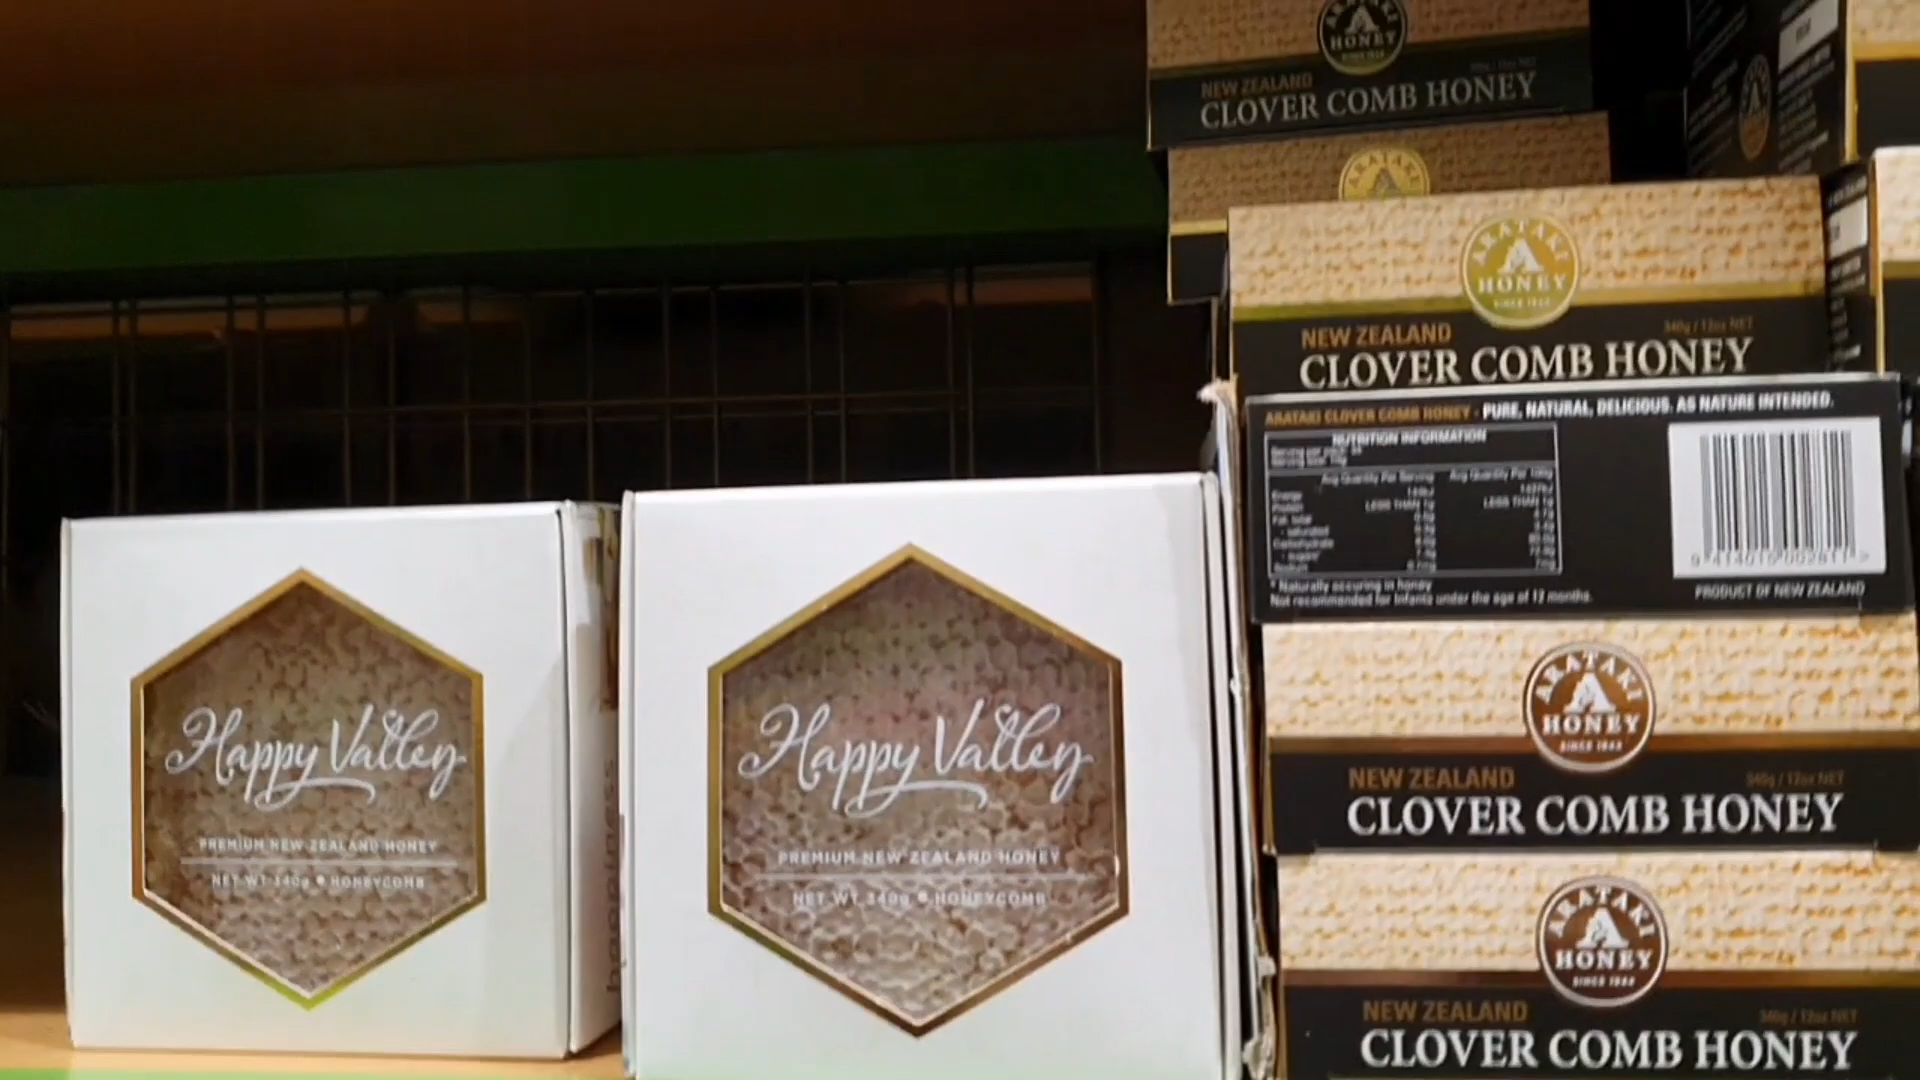 Happy Valley
PREMIUM NEW ZEALAND HONEY
NET WT 340g HONEYCOMB
Happy Valley
PREMIUM NEW ZEALAND HONEY
NET WT 340g HONEYCOMB
ARATAKI
HONEY
NEW ZEALAND
CLOVER COMB HONEY
ARATAKI
ARATAKI
HONEY
SINCE 1944
NEW ZEALAND
340g / 12oz NET
CLOVER COMB HONEY
ARATAKI CLOVER COMB HONEY - PURE, NATURAL, DELICIOUS. AS NATURE INTENDED.
NUTRITION INFORMATION
Avg Quantity Per Serving
Avg Quantity Per 100g
Energy
Protein LESS THAN 1g LESS THAN 1g
Fat, total
- saturated
Carbohydrate
- sugars*
Sodium
* Naturally occuring in honey
Not recommended for infants under the age of 12 months.
PRODUCT OF NEW ZEALAND
ARATAKI
HONEY
SINCE 1944
NEW ZEALAND
340g / 12oz NET
CLOVER COMB HONEY
ARATAKI
HONEY
SINCE 1944
NEW ZEALAND
340g / 12oz NET
CLOVER COMB HONEY